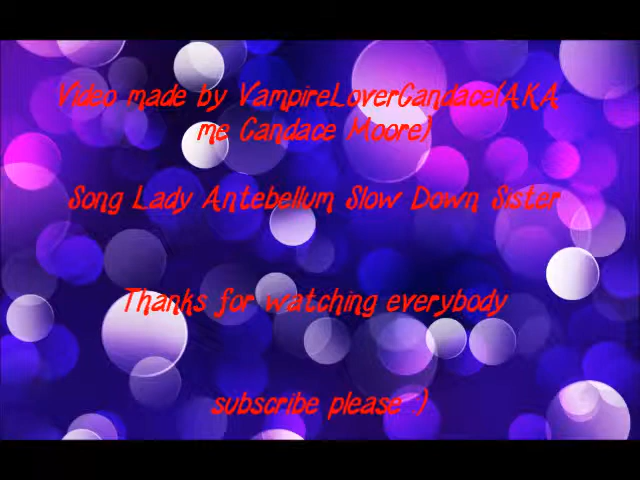 Video made by VampireLoverCandace(AKA
me Candace Moore)
Song Lady Antebellum Slow Down Sister
Thanks for watching everybody
subscribe please :)